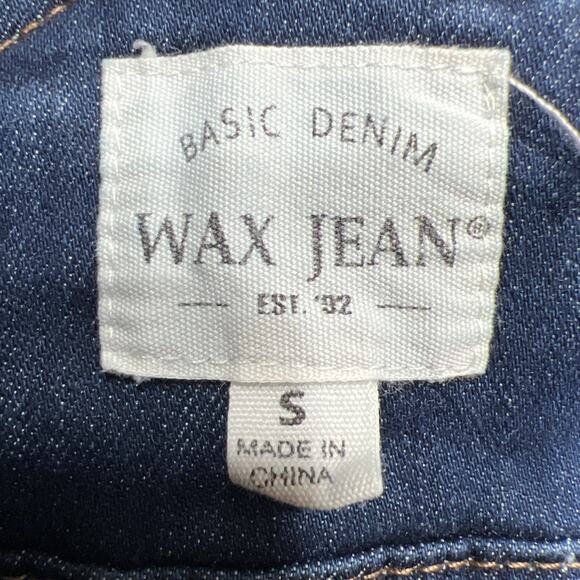 BASIC DENIM
WAX JEAN®
EST. '92
S
MADE IN
CHINA